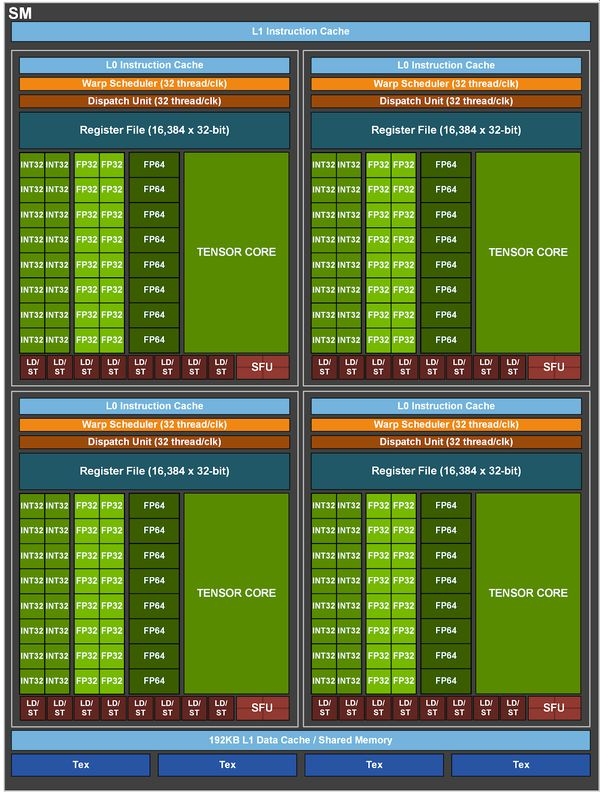 SM
L1 Instruction Cache
L0 Instruction Cache
Warp Scheduler (32 thread/clk)
Dispatch Unit (32 thread/clk)
Register File (16,384 x 32-bit)
INT32 INT32 FP32 FP32 FP64
INT32 INT32 FP32 FP32 FP64
INT32 INT32 FP32 FP32 FP64
INT32 INT32 FP32 FP32 FP64
TENSOR CORE
INT32 INT32 FP32 FP32 FP64
INT32 INT32 FP32 FP32 FP64
INT32 INT32 FP32 FP32 FP64
INT32 INT32 FP32 FP32 FP64
LD/ LD/ LD/ LD/ LD/ LD/ LD/ LD/
ST ST ST ST ST ST ST ST
SFU
L0 Instruction Cache
Warp Scheduler (32 thread/clk)
Dispatch Unit (32 thread/clk)
Register File (16,384 x 32-bit)
INT32 INT32 FP32 FP32 FP64
INT32 INT32 FP32 FP32 FP64
INT32 INT32 FP32 FP32 FP64
INT32 INT32 FP32 FP32 FP64
TENSOR CORE
INT32 INT32 FP32 FP32 FP64
INT32 INT32 FP32 FP32 FP64
INT32 INT32 FP32 FP32 FP64
INT32 INT32 FP32 FP32 FP64
LD/ LD/ LD/ LD/ LD/ LD/ LD/ LD/
ST ST ST ST ST ST ST ST
SFU
L0 Instruction Cache
Warp Scheduler (32 thread/clk)
Dispatch Unit (32 thread/clk)
Register File (16,384 x 32-bit)
INT32 INT32 FP32 FP32 FP64
INT32 INT32 FP32 FP32 FP64
INT32 INT32 FP32 FP32 FP64
INT32 INT32 FP32 FP32 FP64
TENSOR CORE
INT32 INT32 FP32 FP32 FP64
INT32 INT32 FP32 FP32 FP64
INT32 INT32 FP32 FP32 FP64
INT32 INT32 FP32 FP32 FP64
LD/ LD/ LD/ LD/ LD/ LD/ LD/ LD/
ST ST ST ST ST ST ST ST
SFU
L0 Instruction Cache
Warp Scheduler (32 thread/clk)
Dispatch Unit (32 thread/clk)
Register File (16,384 x 32-bit)
INT32 INT32 FP32 FP32 FP64
INT32 INT32 FP32 FP32 FP64
INT32 INT32 FP32 FP32 FP64
INT32 INT32 FP32 FP32 FP64
TENSOR CORE
INT32 INT32 FP32 FP32 FP64
INT32 INT32 FP32 FP32 FP64
INT32 INT32 FP32 FP32 FP64
INT32 INT32 FP32 FP32 FP64
LD/ LD/ LD/ LD/ LD/ LD/ LD/ LD/
ST ST ST ST ST ST ST ST
SFU
192KB L1 Data Cache / Shared Memory
Tex Tex Tex Tex